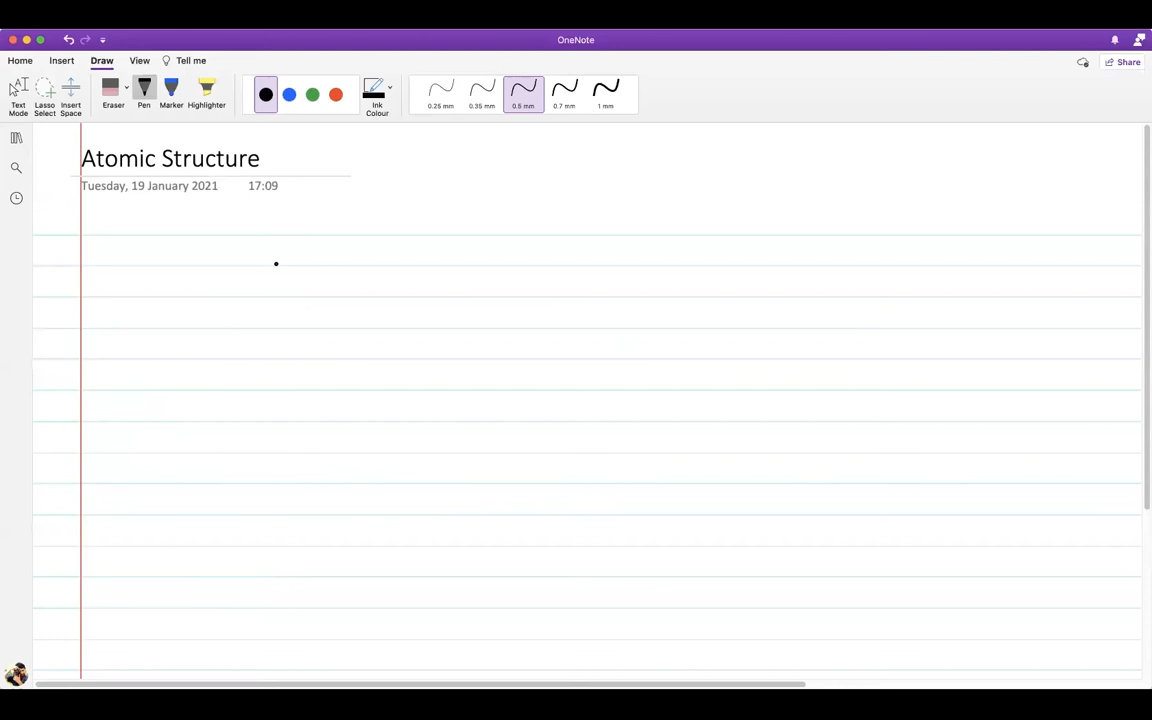 OneNote
Home Insert Draw View Tell me
Share
Text Mode
Lasso Select
Insert Space
Eraser
Pen
Marker
Highlighter
Ink Colour
0.25 mm
0.35 mm
0.5 mm
0.7 mm
1 mm
Atomic Structure
Tuesday, 19 January 2021 17:09